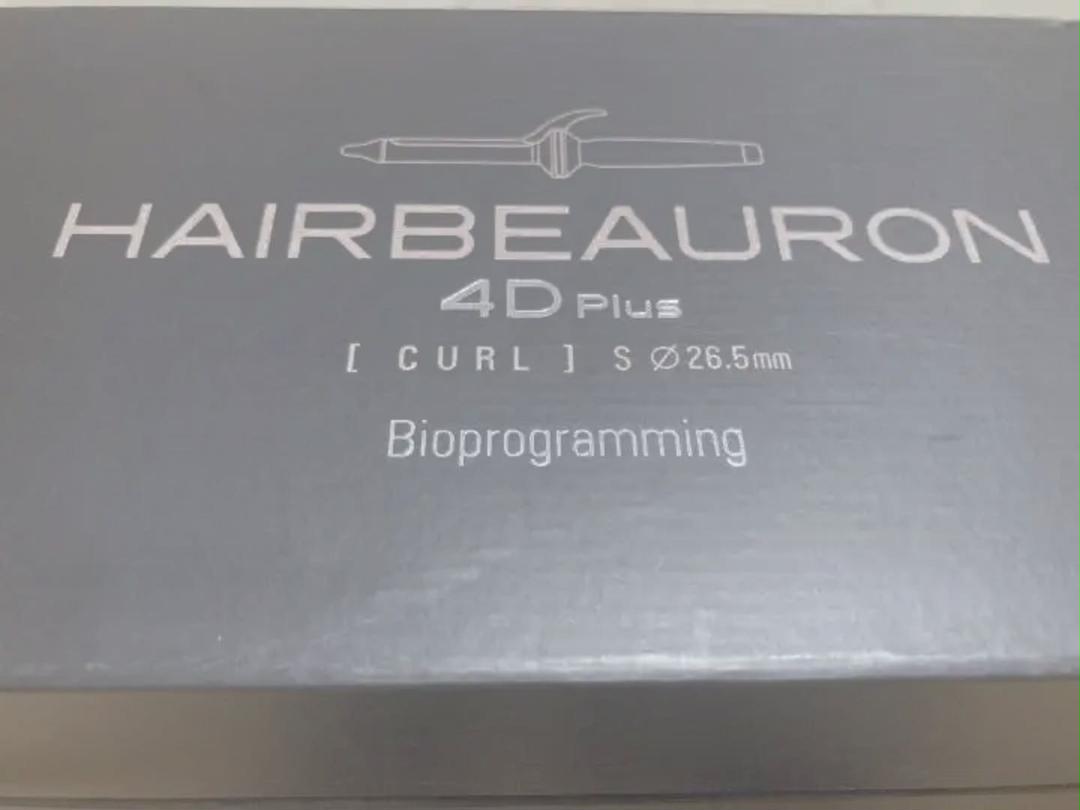 HAIRBEAURON
4D Plus
[ CURL ] S ∅26.5mm
Bioprogramming